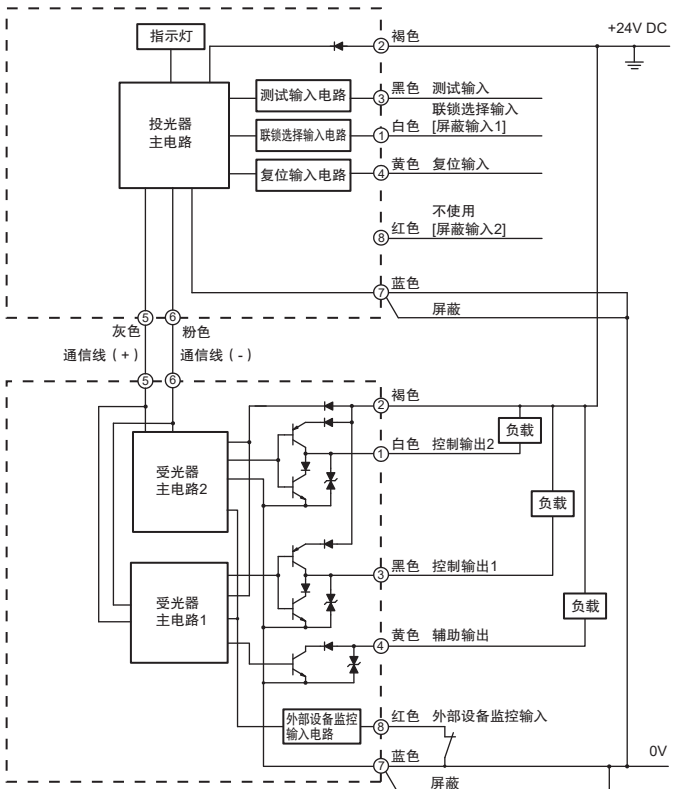 +24V DC
指示灯
② 褐色
测试输入电路
③ 黑色 测试输入
投光器
主电路
联锁选择输入电路
联锁选择输入
① 白色 [屏蔽输入1]
复位输入电路
④ 黄色 复位输入
不使用
⑧ 红色 [屏蔽输入2]
⑦ 蓝色
屏蔽
⑤ ⑥
灰色 粉色
通信线（+） 通信线（-）
⑤ ⑥
② 褐色
负载
① 白色 控制输出2
受光器
主电路2
负载
③ 黑色 控制输出1
受光器
主电路1
负载
④ 黄色 辅助输出
外部设备监控
输入电路
⑧ 红色 外部设备监控输入
⑦ 蓝色
0V
屏蔽